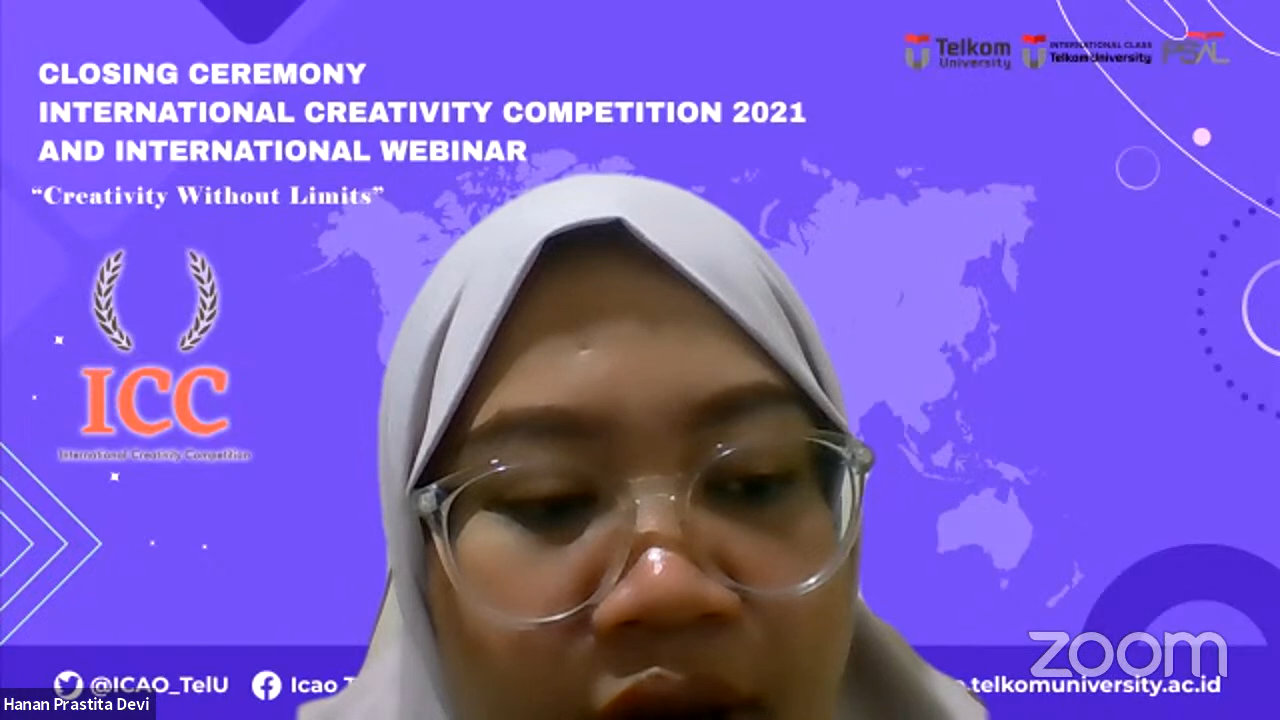 CLOSING CEREMONY
INTERNATIONAL CREATIVITY COMPETITION 2021
AND INTERNATIONAL WEBINAR
“Creativity Without Limits”
Telkom
University
INTERNATIONAL CLASS
Telkom University
ICC
International Creativity Competition
@ICAO_TelU
Icao
.telkomuniversity.ac.id
zoom
Hanan Prastita Devi